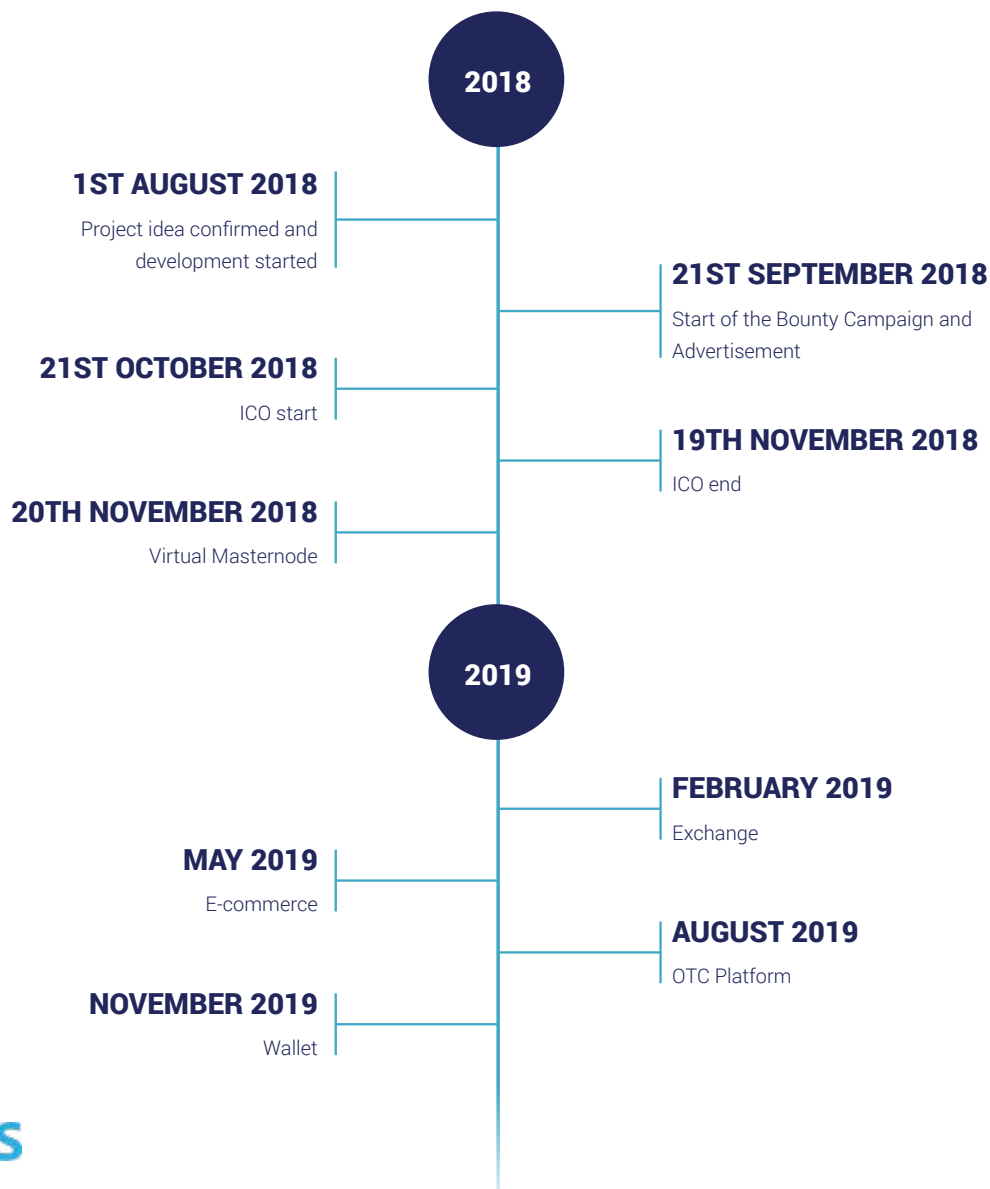 2018
1ST AUGUST 2018
Project idea confirmed and
development started
21ST SEPTEMBER 2018
Start of the Bounty Campaign and
Advertisement
21ST OCTOBER 2018
ICO start
19TH NOVEMBER 2018
ICO end
20TH NOVEMBER 2018
Virtual Masternode
2019
FEBRUARY 2019
Exchange
MAY 2019
E-commerce
AUGUST 2019
OTC Platform
NOVEMBER 2019
Wallet
s